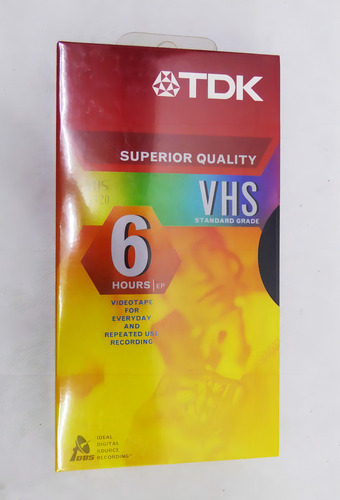 TDK
SUPERIOR QUALITY
VHS
STANDARD GRADE
6
HOURS EP
VIDEOTAPE
FOR
EVERYDAY
AND
REPEATED USE
RECORDING
IDEAL
DIGITAL
SOURCE
RECORDING™